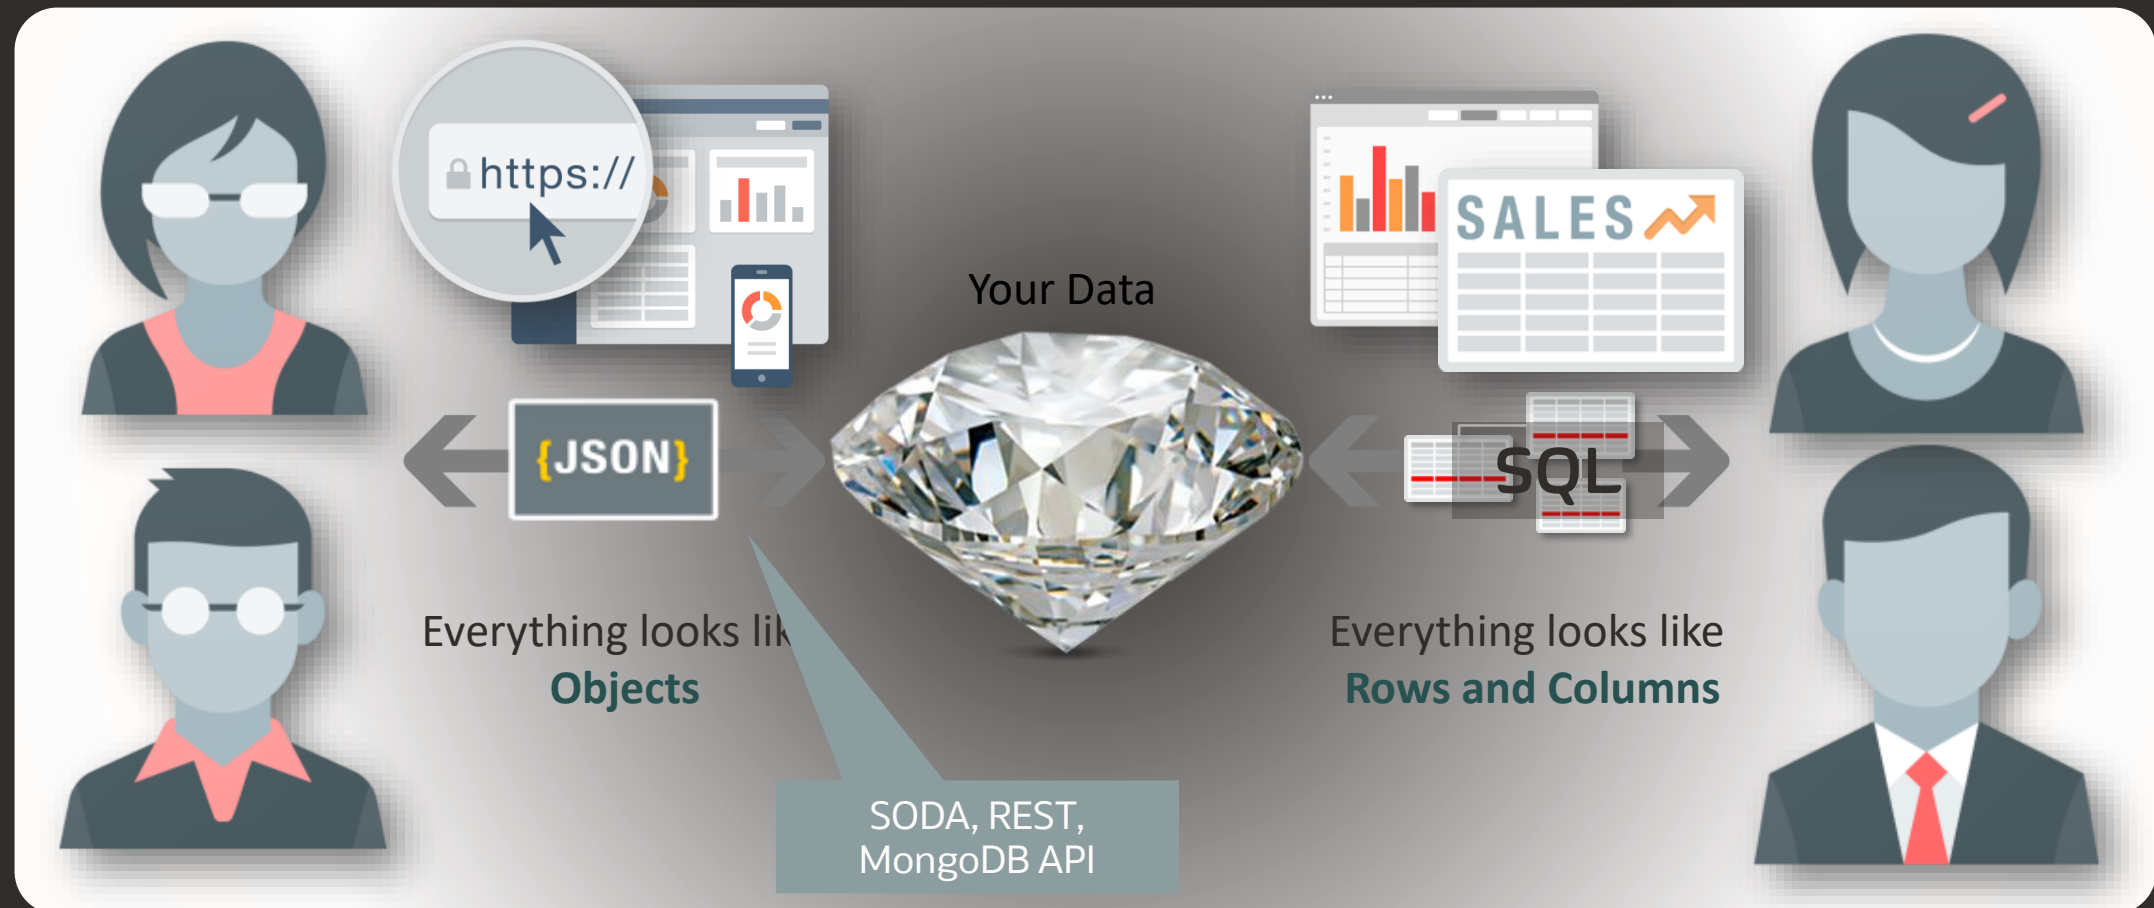 https://
SALES
Your Data
{JSON}
SQL
Everything looks lik
Objects
Everything looks like
Rows and Columns
SODA, REST,
MongoDB API